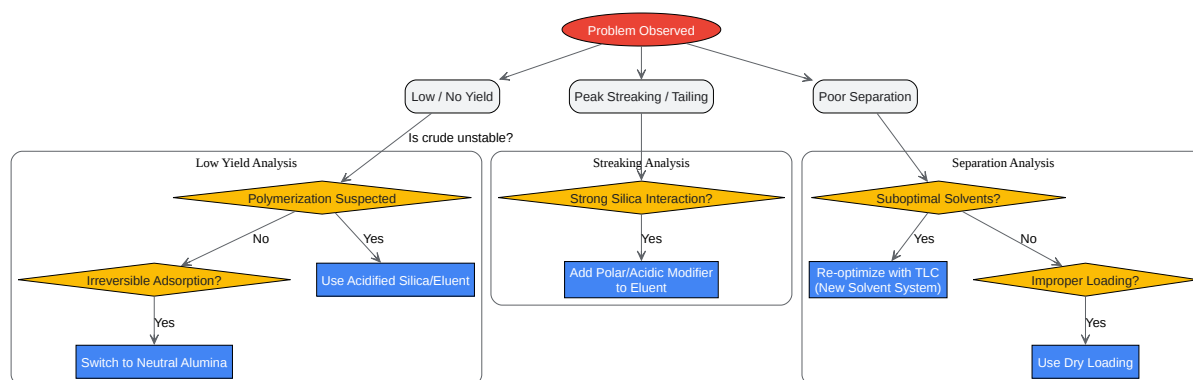 Problem Observed
Low / No Yield
Peak Streaking / Tailing
Poor Separation
Is crude unstable?
Low Yield Analysis
Streaking Analysis
Separation Analysis
Polymerization Suspected
Strong Silica Interaction?
Suboptimal Solvents?
No
Yes
Yes
Yes
No
Irreversible Adsorption?
Use Acidified Silica/Eluent
Add Polar/Acidic Modifier
to Eluent
Re-optimize with TLC
(New Solvent System)
Improper Loading?
Yes
Yes
Switch to Neutral Alumina
Use Dry Loading